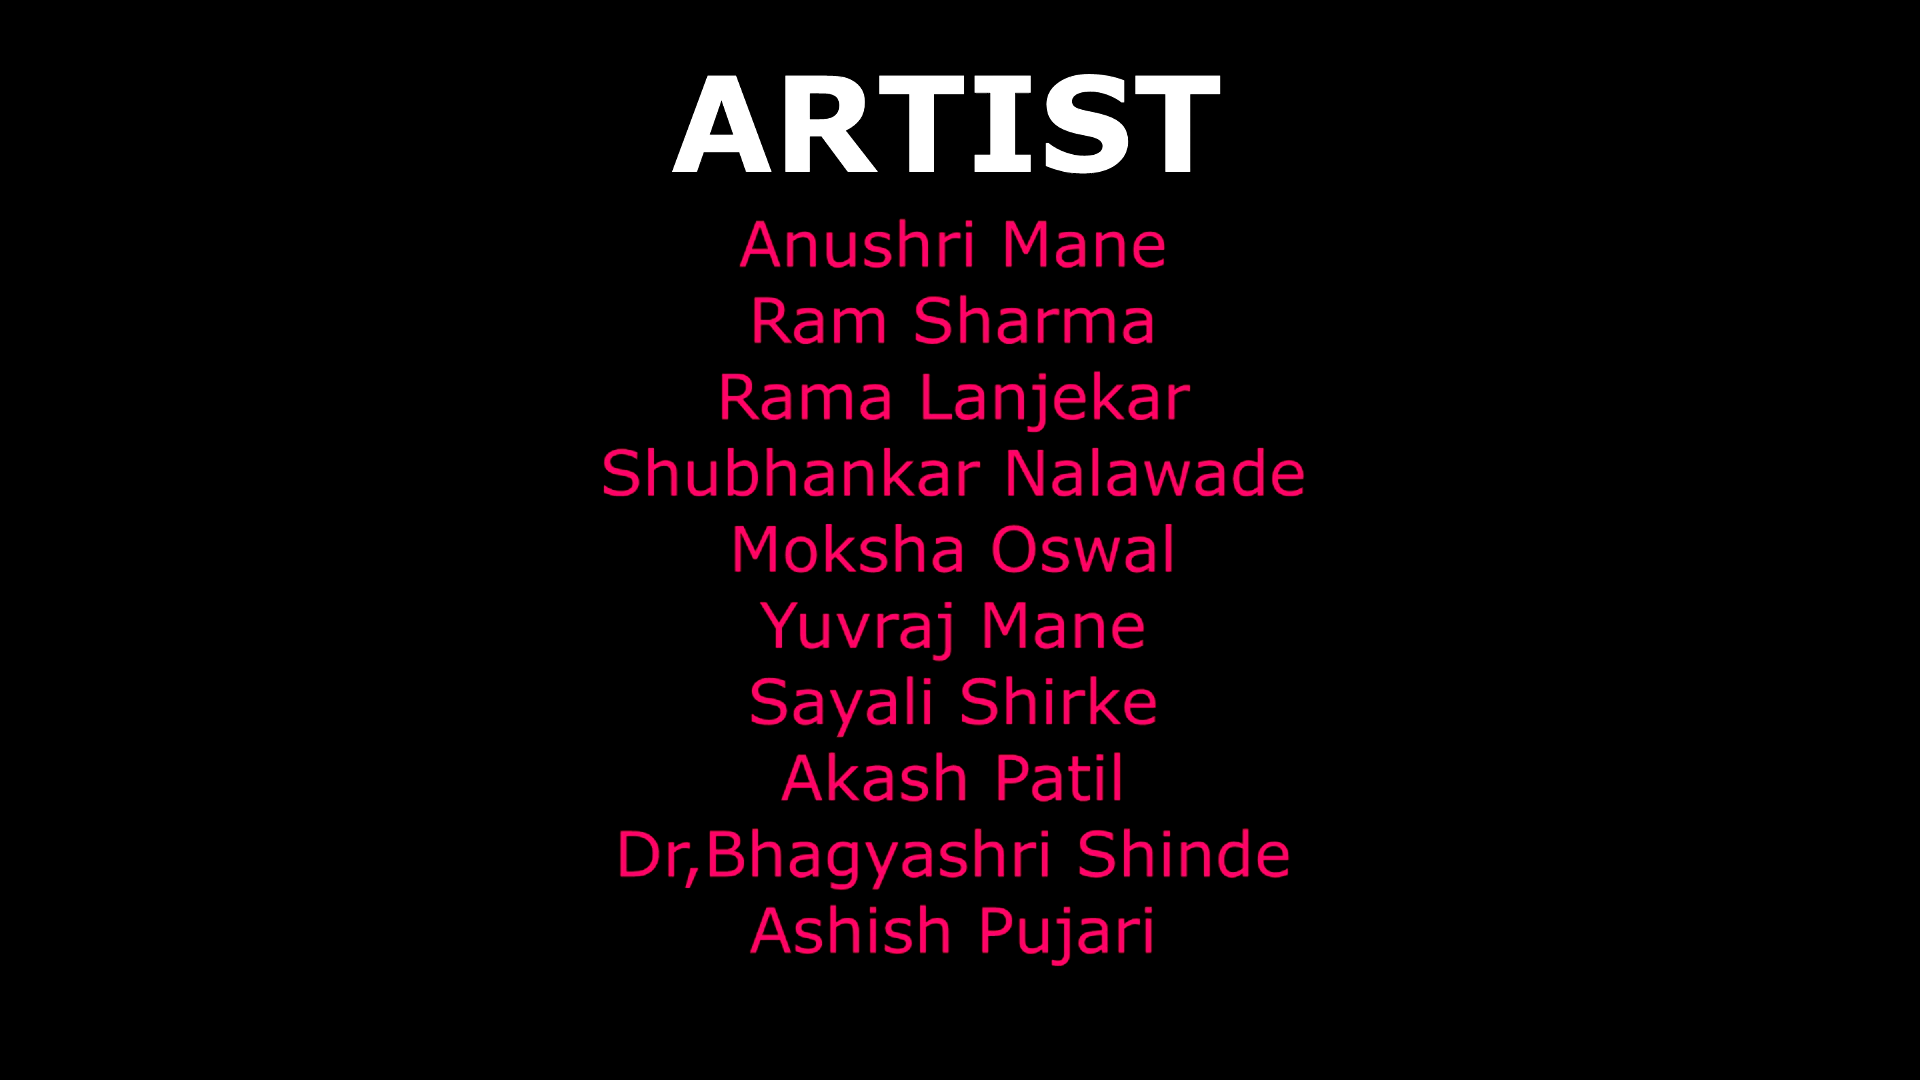 ARTIST
Anushri Mane
Ram Sharma
Rama Lanjekar
Shubhankar Nalawade
Moksha Oswal
Yuvraj Mane
Sayali Shirke
Akash Patil
Dr,Bhagyashri Shinde
Ashish Pujari